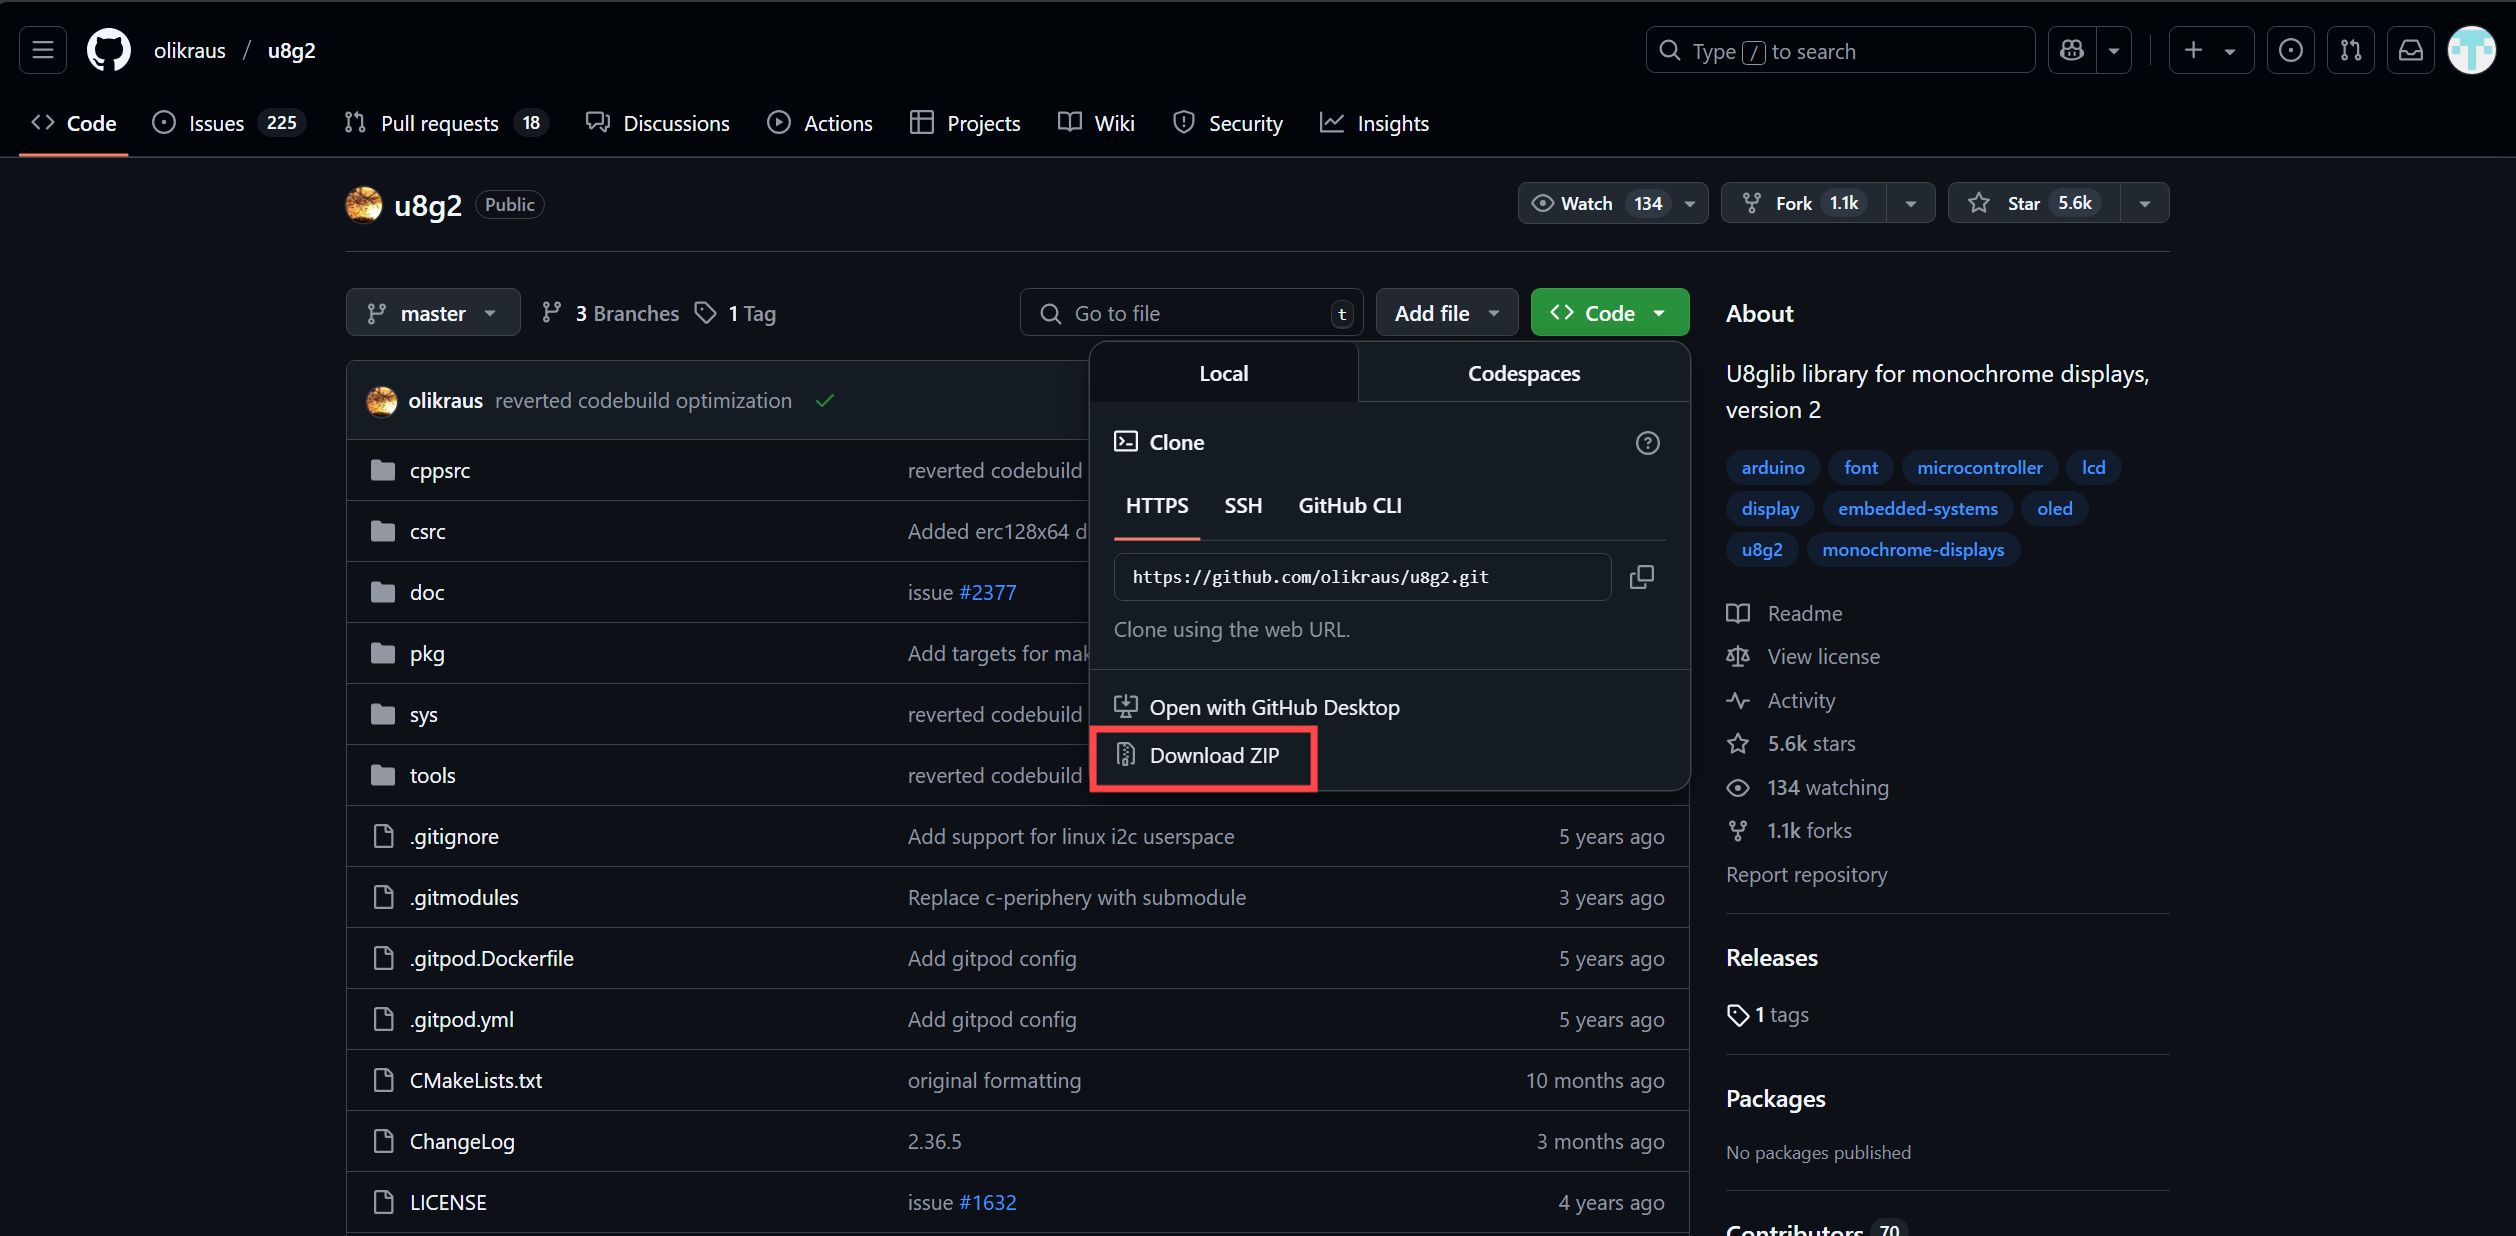 olikraus / u8g2
Type / to search
Code Issues 225 Pull requests 18 Discussions Actions Projects Wiki Security Insights
u8g2 Public
Watch 134 Fork 1.1k Star 5.6k
master 3 Branches 1 Tag
Go to file t
Add file
Code
Local Codespaces
Clone
HTTPS SSH GitHub CLI
https://github.com/olikraus/u8g2.git
Clone using the web URL.
Open with GitHub Desktop
Download ZIP
olikraus reverted codebuild optimization
cppsrc reverted codebuild
csrc Added erc128x64 d
doc issue #2377
pkg Add targets for mak
sys reverted codebuild
tools reverted codebuild
.gitignore Add support for linux i2c userspace 5 years ago
.gitmodules Replace c-periphery with submodule 3 years ago
.gitpod.Dockerfile Add gitpod config 5 years ago
.gitpod.yml Add gitpod config 5 years ago
CMakeLists.txt original formatting 10 months ago
ChangeLog 2.36.5 3 months ago
LICENSE issue #1632 4 years ago
About
U8glib library for monochrome displays,
version 2
arduino font microcontroller lcd
display embedded-systems oled
u8g2 monochrome-displays
Readme
View license
Activity
5.6k stars
134 watching
1.1k forks
Report repository
Releases
1 tags
Packages
No packages published
Contributors 70